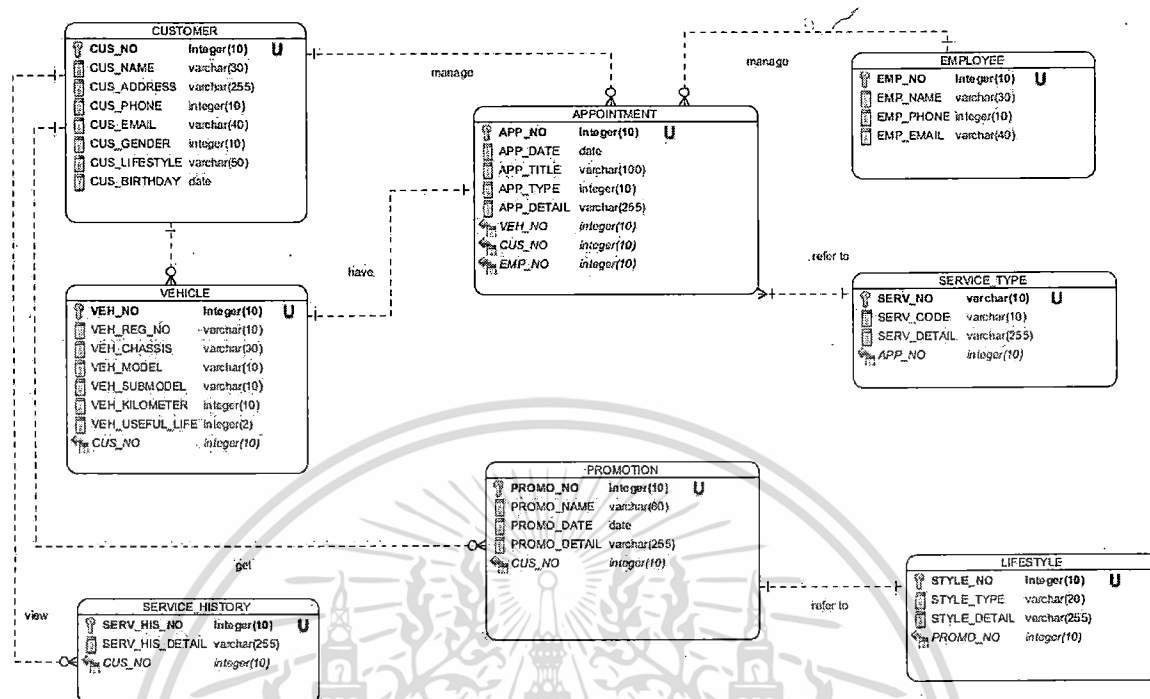 CUSTOMER
CUS_NO Integer(10) U
CUS_NAME varchar(30)
CUS_ADDRESS varchar(255)
CUS_PHONE integer(10)
CUS_EMAIL varchar(40)
CUS_GENDER integer(10)
CUS_LIFESTYLE varchar(50)
CUS_BIRTHDAY date
manage
manage
EMPLOYEE
EMP_NO Integer(10) U
EMP_NAME varchar(30)
EMP_PHONE integer(10)
EMP_EMAIL varchar(40)
APPOINTMENT
APP_NO Integer(10) U
APP_DATE date
APP_TITLE varchar(100)
APP_TYPE integer(10)
APP_DETAIL varchar(255)
VEH_NO integer(10)
CUS_NO integer(10)
EMP_NO integer(10)
have
refer to
VEHICLE
VEH_NO Integer(10) U
VEH_REG_NO varchar(10)
VEH_CHASSIS varchar(30)
VEH_MODEL varchar(10)
VEH_SUBMODEL varchar(10)
VEH_KILOMETER integer(10)
VEH_USEFUL_LIFE integer(2)
CUS_NO integer(10)
SERVICE_TYPE
SERV_NO varchar(10) U
SERV_CODE varchar(10)
SERV_DETAIL varchar(255)
APP_NO integer(10)
PROMOTION
PROMO_NO Integer(10) U
PROMO_NAME varchar(60)
PROMO_DATE date
PROMO_DETAIL varchar(255)
CUS_NO integer(10)
get
refer to
LIFESTYLE
STYLE_NO Integer(10) U
STYLE_TYPE varchar(20)
STYLE_DETAIL varchar(255)
PROMO_NO integer(10)
view
SERVICE_HISTORY
SERV_HIS_NO Integer(10) U
SERV_HIS_DETAIL varchar(255)
CUS_NO integer(10)